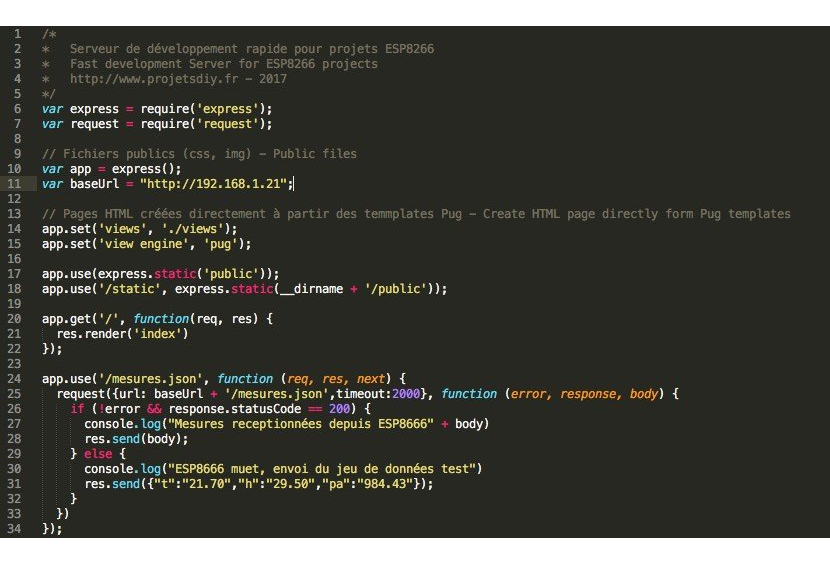 1 /*
2 *   Serveur de développement rapide pour projets ESP8266
3 *   Fast development Server for ESP8266 projects
4 *   http://www.projetsdiy.fr - 2017
5 */
6 var express = require('express');
7 var request = require('request');
8
9 // Fichiers publics (css, img) - Public files
10 var app = express();
11 var baseUrl = "http://192.168.1.21";
12
13 // Pages HTML créées directement à partir des temmplates Pug - Create HTML page directly form Pug templates
14 app.set('views', './views');
15 app.set('view engine', 'pug');
16
17 app.use(express.static('public'));
18 app.use('/static', express.static(__dirname + '/public'));
19
20 app.get('/', function(req, res) {
21   res.render('index')
22 });
23
24 app.use('/mesures.json', function (req, res, next) {
25   request({url: baseUrl + '/mesures.json',timeout:2000}, function (error, response, body) {
26     if (!error && response.statusCode == 200) {
27       console.log("Mesures receptionnées depuis ESP8666" + body)
28       res.send(body);
29     } else {
30       console.log("ESP8666 muet, envoi du jeu de données test")
31       res.send({"t":"21.70","h":"29.50","pa":"984.43"});
32     }
33   })
34 });